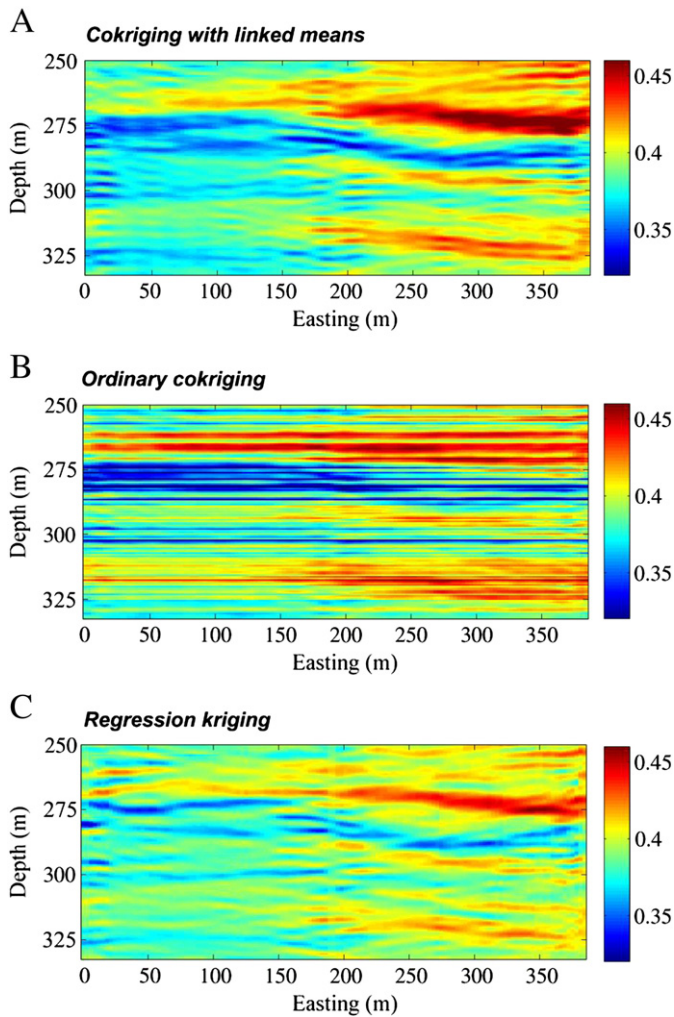 A
Cokriging with linked means
250
275
300
325
Depth (m)
0 50 100 150 200 250 300 350
Easting (m)
0.45
0.4
0.35
B
Ordinary cokriging
250
275
300
325
Depth (m)
0 50 100 150 200 250 300 350
Easting (m)
0.45
0.4
0.35
C
Regression kriging
250
275
300
325
Depth (m)
0 50 100 150 200 250 300 350
Easting (m)
0.45
0.4
0.35